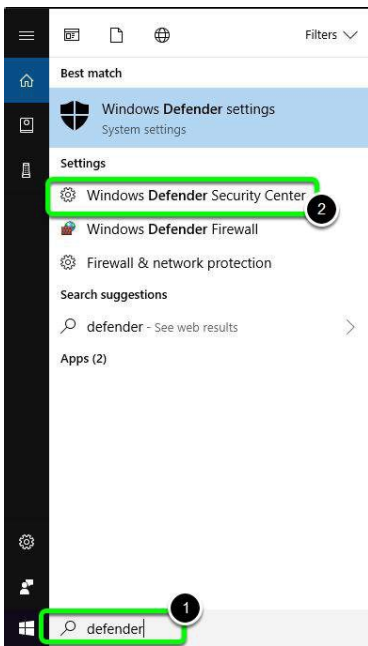 Filters
Best match
Windows Defender settings
System settings
Settings
Windows Defender Security Center
2
Windows Defender Firewall
Firewall & network protection
Search suggestions
defender - See web results
Apps (2)
1
defender